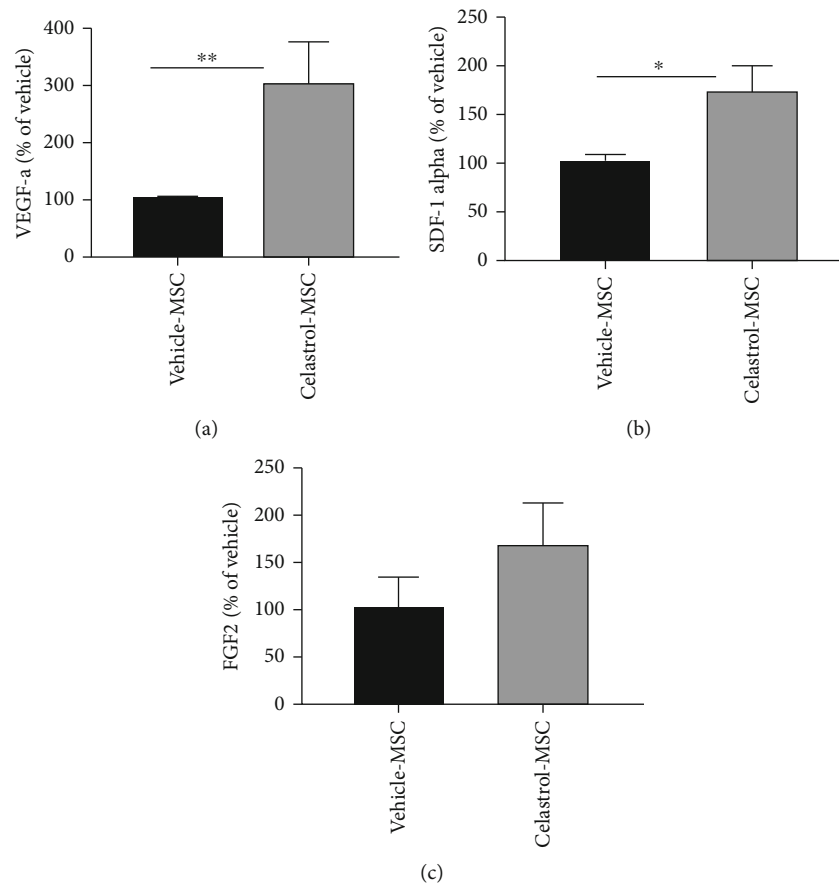 400
300
200
100
0
VEGF-a (% of vehicle)
**
Vehicle-MSC
Celastrol-MSC
(a)
250
200
150
100
50
0
SDF-1 alpha (% of vehicle)
*
Vehicle-MSC
Celastrol-MSC
(b)
250
200
150
100
50
0
FGF2 (% of vehicle)
Vehicle-MSC
Celastrol-MSC
(c)